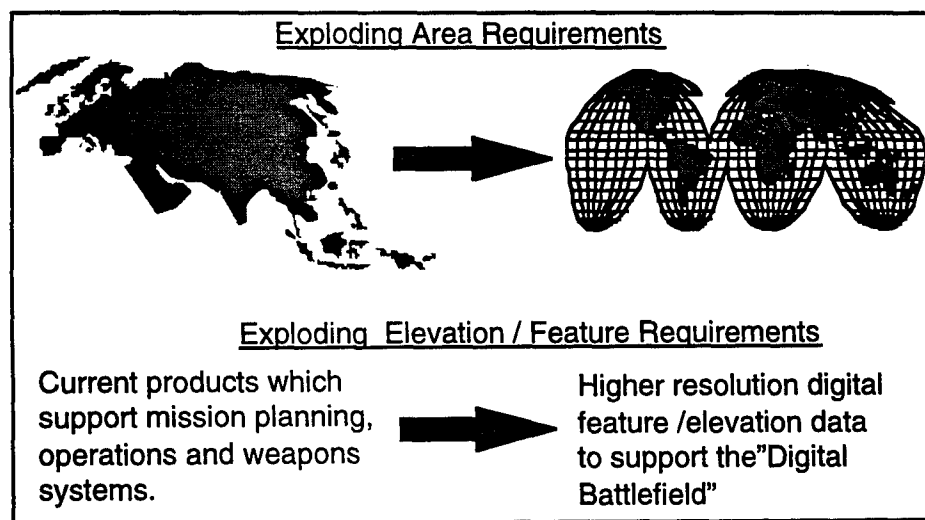 Exploding Area Requirements
Exploding Elevation / Feature Requirements
Current products which
support mission planning,
operations and weapons
systems.
Higher resolution digital
feature /elevation data
to support the"Digital
Battlefield"